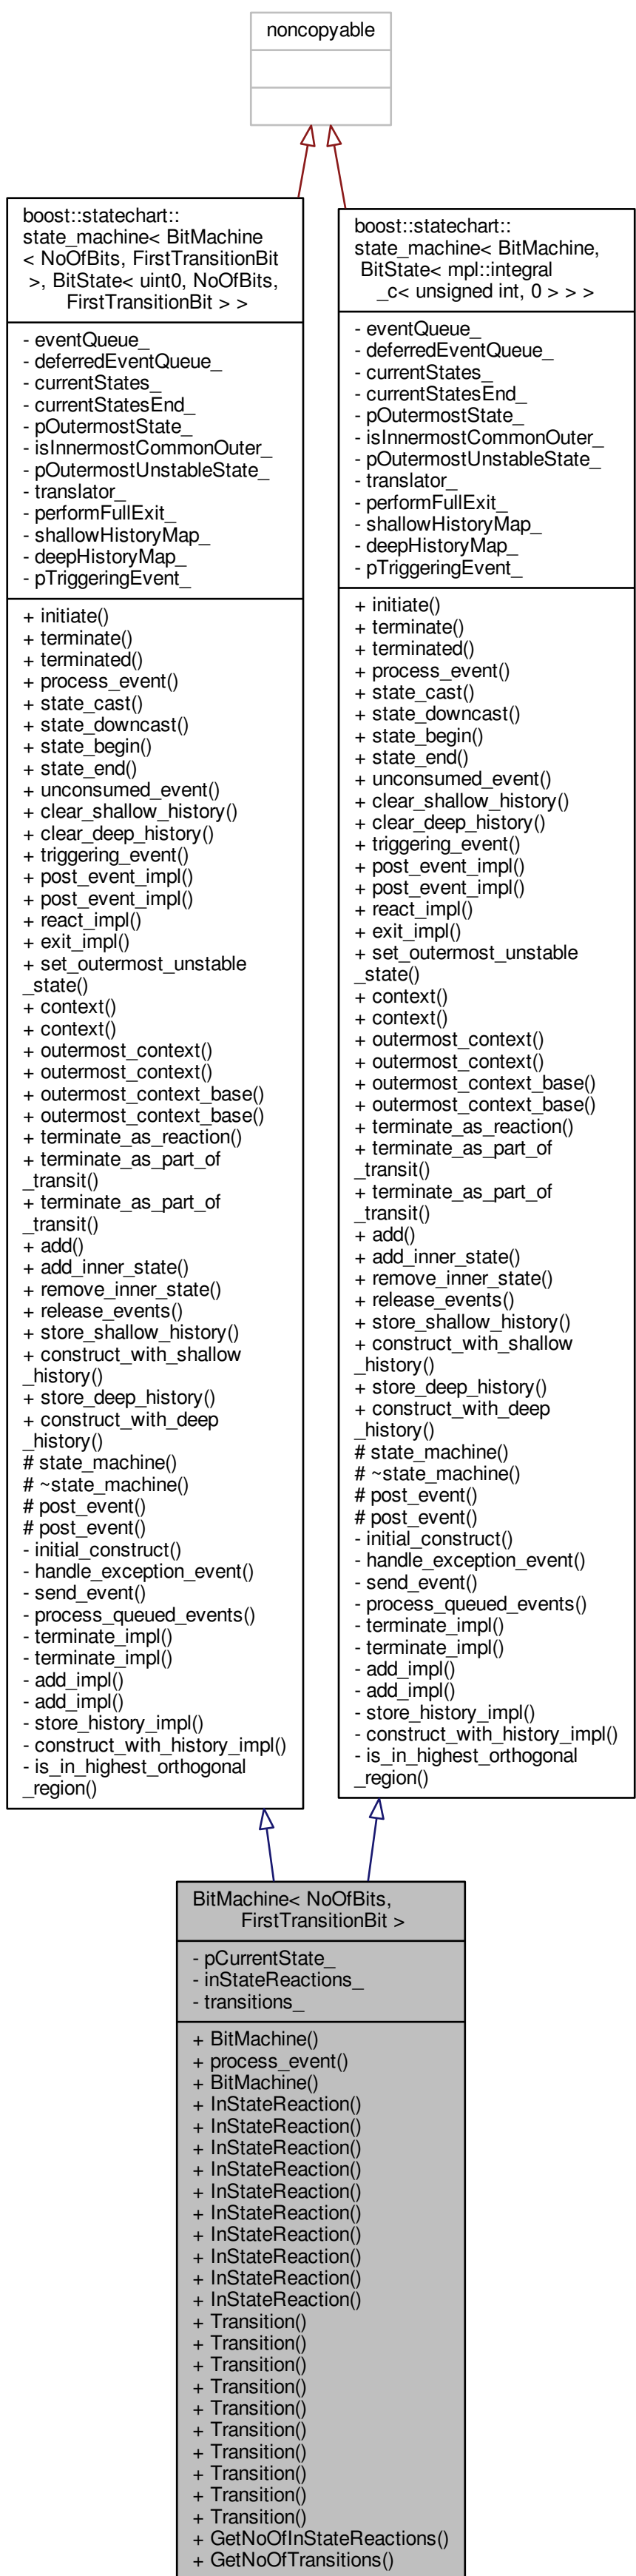 noncopyable
boost::statechart::
state_machine< BitMachine
< NoOfBits, FirstTransitionBit
>, BitState< uint0, NoOfBits,
FirstTransitionBit > >
- eventQueue_
- deferredEventQueue_
- currentStates_
- currentStatesEnd_
- pOutermostState_
- isInnermostCommonOuter_
- pOutermostUnstableState_
- translator_
- performFullExit_
- shallowHistoryMap_
- deepHistoryMap_
- pTriggeringEvent_
+ initiate()
+ terminate()
+ terminated()
+ process_event()
+ state_cast()
+ state_downcast()
+ state_begin()
+ state_end()
+ unconsumed_event()
+ clear_shallow_history()
+ clear_deep_history()
+ triggering_event()
+ post_event_impl()
+ post_event_impl()
+ react_impl()
+ exit_impl()
+ set_outermost_unstable
_state()
+ context()
+ context()
+ outermost_context()
+ outermost_context()
+ outermost_context_base()
+ outermost_context_base()
+ terminate_as_reaction()
+ terminate_as_part_of
_transit()
+ terminate_as_part_of
_transit()
+ add()
+ add_inner_state()
+ remove_inner_state()
+ release_events()
+ store_shallow_history()
+ construct_with_shallow
_history()
+ store_deep_history()
+ construct_with_deep
_history()
# state_machine()
# ~state_machine()
# post_event()
# post_event()
- initial_construct()
- handle_exception_event()
- send_event()
- process_queued_events()
- terminate_impl()
- terminate_impl()
- add_impl()
- add_impl()
- store_history_impl()
- construct_with_history_impl()
- is_in_highest_orthogonal
_region()
boost::statechart::
state_machine< BitMachine,
BitState< mpl::integral
_c< unsigned int, 0 > > >
- eventQueue_
- deferredEventQueue_
- currentStates_
- currentStatesEnd_
- pOutermostState_
- isInnermostCommonOuter_
- pOutermostUnstableState_
- translator_
- performFullExit_
- shallowHistoryMap_
- deepHistoryMap_
- pTriggeringEvent_
+ initiate()
+ terminate()
+ terminated()
+ process_event()
+ state_cast()
+ state_downcast()
+ state_begin()
+ state_end()
+ unconsumed_event()
+ clear_shallow_history()
+ clear_deep_history()
+ triggering_event()
+ post_event_impl()
+ post_event_impl()
+ react_impl()
+ exit_impl()
+ set_outermost_unstable
_state()
+ context()
+ context()
+ outermost_context()
+ outermost_context()
+ outermost_context_base()
+ outermost_context_base()
+ terminate_as_reaction()
+ terminate_as_part_of
_transit()
+ terminate_as_part_of
_transit()
+ add()
+ add_inner_state()
+ remove_inner_state()
+ release_events()
+ store_shallow_history()
+ construct_with_shallow
_history()
+ store_deep_history()
+ construct_with_deep
_history()
# state_machine()
# ~state_machine()
# post_event()
# post_event()
- initial_construct()
- handle_exception_event()
- send_event()
- process_queued_events()
- terminate_impl()
- terminate_impl()
- add_impl()
- add_impl()
- store_history_impl()
- construct_with_history_impl()
- is_in_highest_orthogonal
_region()
BitMachine< NoOfBits,
FirstTransitionBit >
- pCurrentState_
- inStateReactions_
- transitions_
+ BitMachine()
+ process_event()
+ BitMachine()
+ InStateReaction()
+ InStateReaction()
+ InStateReaction()
+ InStateReaction()
+ InStateReaction()
+ InStateReaction()
+ InStateReaction()
+ InStateReaction()
+ InStateReaction()
+ InStateReaction()
+ Transition()
+ Transition()
+ Transition()
+ Transition()
+ Transition()
+ Transition()
+ Transition()
+ Transition()
+ Transition()
+ Transition()
+ GetNoOfInStateReactions()
+ GetNoOfTransitions()